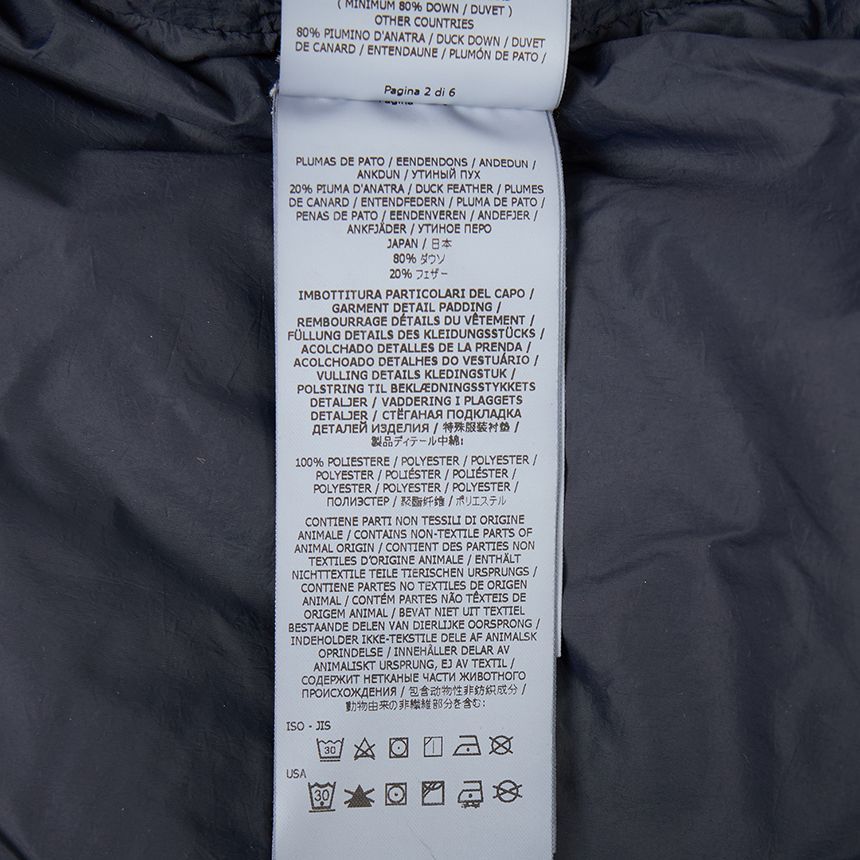 ( MINIMUM 80% DOWN / DUVET )
OTHER COUNTRIES
80% PIUMINO D'ANATRA / DUCK DOWN / DUVET
DE CANARD / ENTENDAUNE / PLUMÓN DE PATO /
Pagina 2 di 6
Pagina
PLUMAS DE PATO / EENDENDONS / ANDEDUN /
ANKDUN / УТИНЫЙ ПУХ
20% PIUMA D'ANATRA / DUCK FEATHER / PLUMES
DE CANARD / ENTENDFEDERN / PLUMA DE PATO /
PENAS DE PATO / EENDENVEREN / ANDEFJER /
ANKFJÄDER / УТИНОЕ ПЕРО
JAPAN / 日本
80% ダウン
20% フェザー
IMBOTTITURA PARTICOLARI DEL CAPO /
GARMENT DETAIL PADDING /
REMBOURRAGE DÉTAILS DU VÊTEMENT /
FÜLLUNG DETAILS DES KLEIDUNGSSTÜCKS /
ACOLCHADO DETALLES DE LA PRENDA /
ACOLCHOADO DETALHES DO VESTUÁRIO /
VULLING DETAILS KLEDINGSTUK /
POLSTRING TIL BEKLÆDNINGSSTYKKETS
DETALJER / VADDERING I PLAGGETS
DETALJER / СТЁГАНАЯ ПОДКЛАДКА
ДЕТАЛЕЙ ИЗДЕЛИЯ / 特殊服装衬垫 /
製品ディテール中綿:
100% POLIESTERE / POLYESTER / POLYESTER /
POLYESTER / POLIÉSTER / POLIÉSTER /
POLYESTER / POLYESTER / POLYESTER /
ПОЛИЭСТЕР / 聚酯纤维 / ポリエステル
CONTIENE PARTI NON TESSILI DI ORIGINE
ANIMALE / CONTAINS NON-TEXTILE PARTS OF
ANIMAL ORIGIN / CONTIENT DES PARTIES NON
TEXTILES D'ORIGINE ANIMALE / ENTHÄLT
NICHTTEXTILE TEILE TIERISCHEN URSPRUNGS /
CONTIENE PARTES NO TEXTILES DE ORIGEN
ANIMAL / CONTÉM PARTES NÃO TÊXTEIS DE
ORIGEM ANIMAL / BEVAT NIET UIT TEXTIEL
BESTAANDE DELEN VAN DIERLIJKE OORSPRONG /
INDEHOLDER IKKE-TEKSTILE DELE AF ANIMALSK
OPRINDELSE / INNEHÅLLER DELAR AV
ANIMALISKT URSPRUNG, EJ AV TEXTIL /
СОДЕРЖИТ НЕТКАНЫЕ ЧАСТИ ЖИВОТНОГО
ПРОИСХОЖДЕНИЯ / 包含动物性非纺织成分 /
動物由来の非繊維部分を含む:
ISO - JIS
30
USA
30